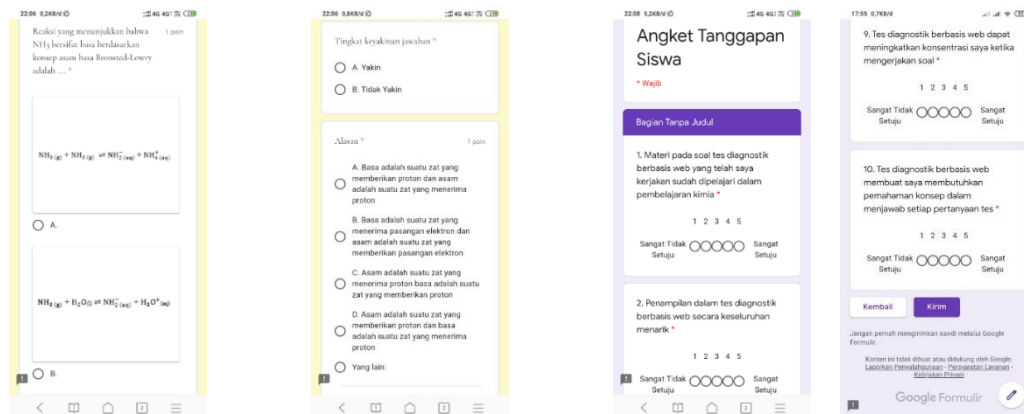 22:06 0,2KB/d
4G 4G
Reaksi yang menunjukkan bahwa
1 poin
NH3 bersifat basa berdasarkan
konsep asam basa Bronsted-Lowry
adalah .... *
NH₃ (g) + NH₃ (g) ⇌ NH₂⁻ (aq) + NH₄⁺ (aq)
A.
NH₃ (g) + H₂O(l) ⇌ NH₂⁻ (aq) + H₃O⁺ (aq)
B.
22:06 0,8KB/d
4G 4G
Tingkat keyakinan jawaban *
A. Yakin
B. Tidak Yakin
Alasan *
1 poin
A. Basa adalah suatu zat yang
memberikan proton dan asam
adalah suatu zat yang menerima
proton
B. Basa adalah suatu zat yang
menerima pasangan elektron dan
asam adalah suatu zat yang
memberikan pasangan elektron
C. Asam adalah suatu zat yang
menerima proton basa adalah suatu
zat yang memberikan proton
D. Asam adalah suatu zat yang
memberikan proton dan basa
adalah suatu zat yang menerima
proton
Yang lain:
22:08 5,2KB/d
4G 4G
Angket Tanggapan
Siswa
* Wajib
Bagian Tanpa Judul
1. Materi pada soal tes diagnostik
berbasis web yang telah saya
kerjakan sudah dipelajari dalam
pembelajaran kimia *
1 2 3 4 5
Sangat Tidak Setuju
Sangat Setuju
2. Penampilan dalam tes diagnostik
berbasis web secara keseluruhan
menarik *
1 2 3 4 5
Sangat Tidak Setuju
Sangat Setuju
17:55 0,7KB/d
9. Tes diagnostik berbasis web dapat
meningkatkan konsentrasi saya ketika
mengerjakan soal *
1 2 3 4 5
Sangat Tidak Setuju
Sangat Setuju
10. Tes diagnostik berbasis web
membuat saya membutuhkan
pemahaman konsep dalam
menjawab setiap pertanyaan tes *
1 2 3 4 5
Sangat Tidak Setuju
Sangat Setuju
Kembali
Kirim
Jangan pernah mengirimkan sandi melalui Google
Formulir.
Konten ini tidak dibuat atau didukung oleh Google.
Laporkan Penyalahgunaan - Persyaratan Layanan -
Kebijakan Privasi
Google Formulir